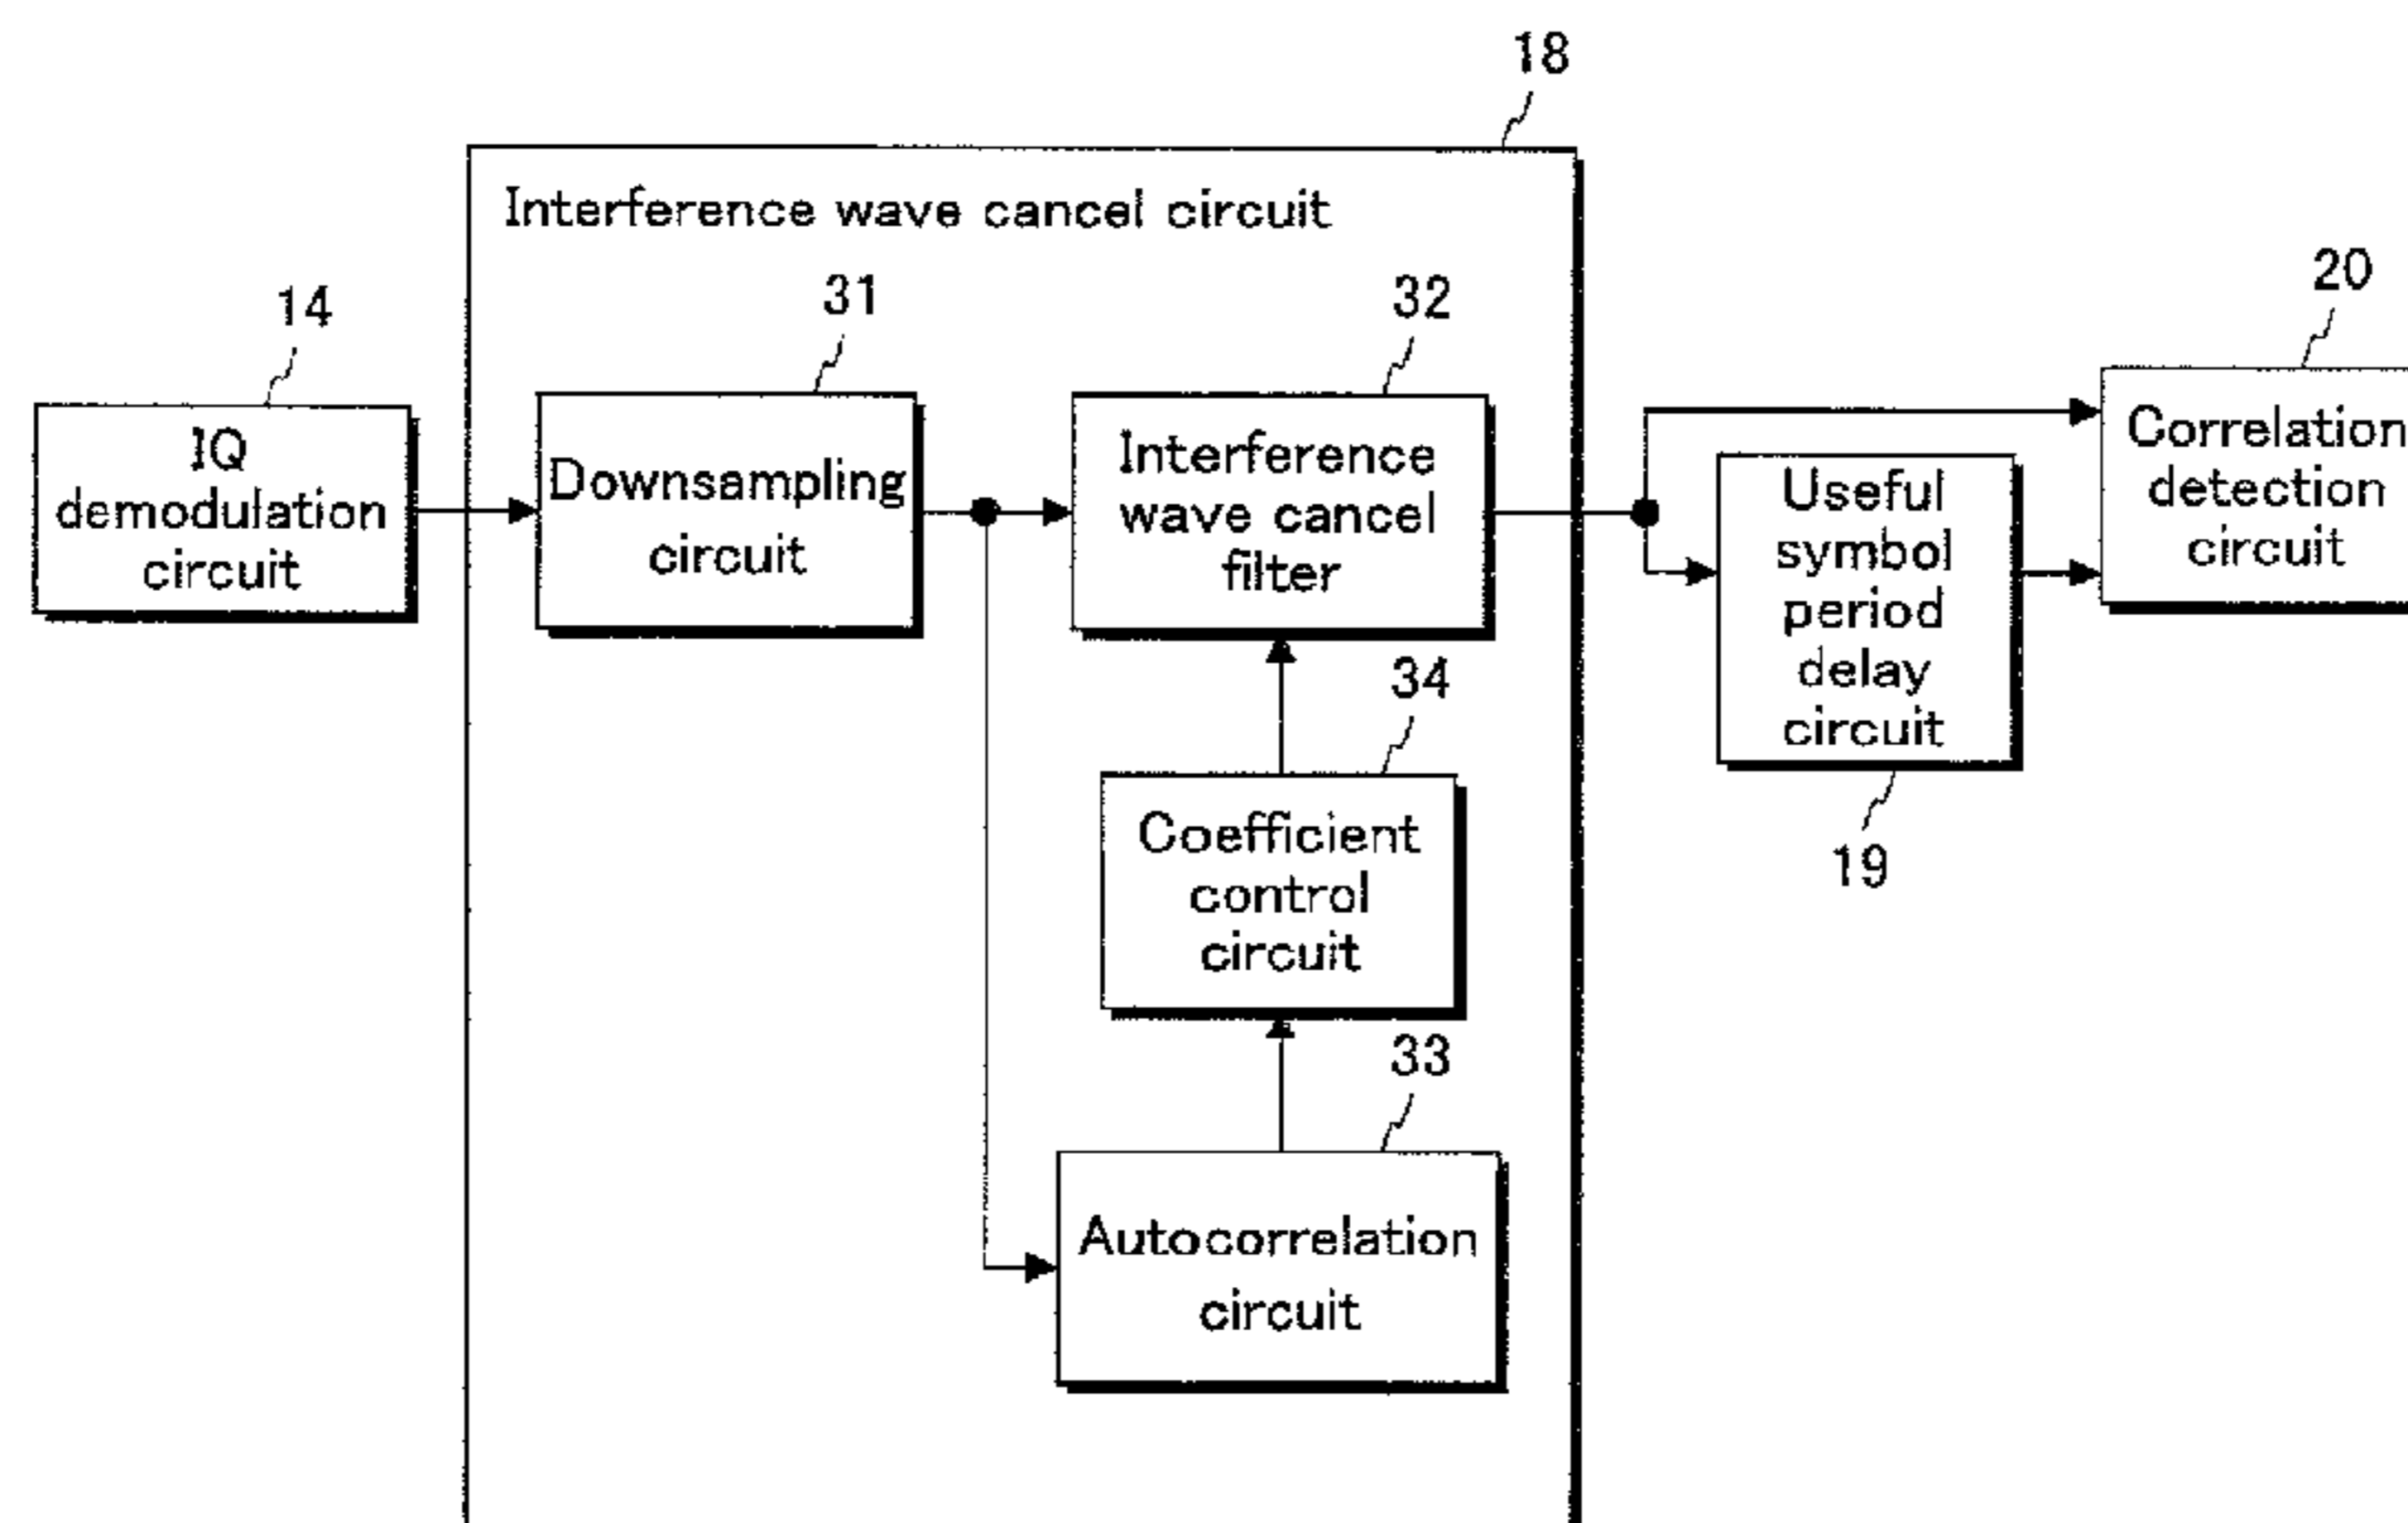 18
Interference wave cancel circuit
14
31
32
20
IQ
demodulation
circuit
Downsampling
circuit
Interference
wave cancel
filter
Useful
symbol
period
delay
circuit
19
Correlation
detection
circuit
34
Coefficient
control
circuit
33
Autocorrelation
circuit